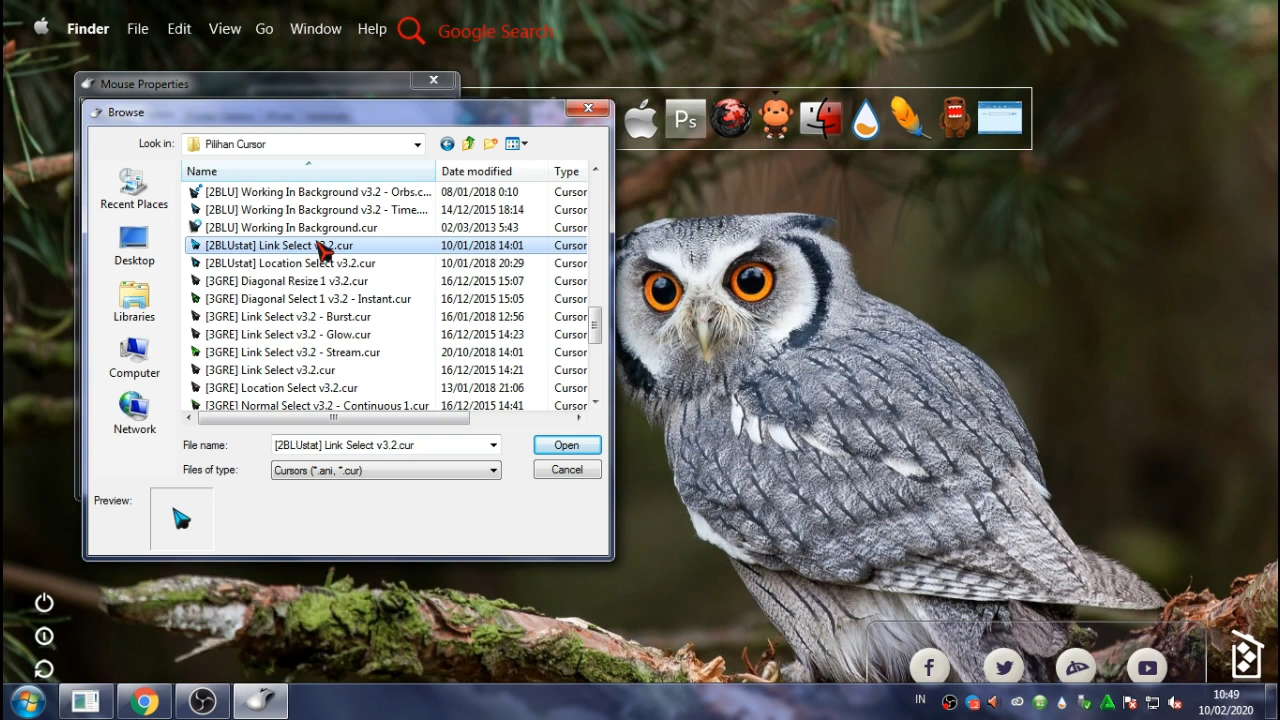 Finder File Edit View Go Window Help Google Search
Mouse Properties
Browse
Look in: Pilihan Cursor
Name Date modified Type
[2BLU] Working In Background v3.2 - Orbs.c... 08/01/2018 0:10 Cursor
[2BLU] Working In Background v3.2 - Time.... 14/12/2015 18:14 Cursor
[2BLU] Working In Background.cur 02/03/2013 5:43 Cursor
[2BLUstat] Link Select v3.2.cur 10/01/2018 14:01 Cursor
[2BLUstat] Location Select v3.2.cur 10/01/2018 20:29 Cursor
[3GRE] Diagonal Resize 1 v3.2.cur 16/12/2015 15:07 Cursor
[3GRE] Diagonal Select 1 v3.2 - Instant.cur 16/12/2015 15:05 Cursor
[3GRE] Link Select v3.2 - Burst.cur 16/01/2018 12:56 Cursor
[3GRE] Link Select v3.2 - Glow.cur 16/12/2015 14:23 Cursor
[3GRE] Link Select v3.2 - Stream.cur 20/10/2018 14:01 Cursor
[3GRE] Link Select v3.2.cur 16/12/2015 14:21 Cursor
[3GRE] Location Select v3.2.cur 13/01/2018 21:06 Cursor
[3GRE] Normal Select v3.2 - Continuous 1.cur 16/12/2015 14:41 Cursor
Recent Places
Desktop
Libraries
Computer
Network
File name: [2BLUstat] Link Select v3.2.cur Open
Files of type: Cursors (*.ani, *.cur) Cancel
Preview:
Ps
IN
10:49
10/02/2020